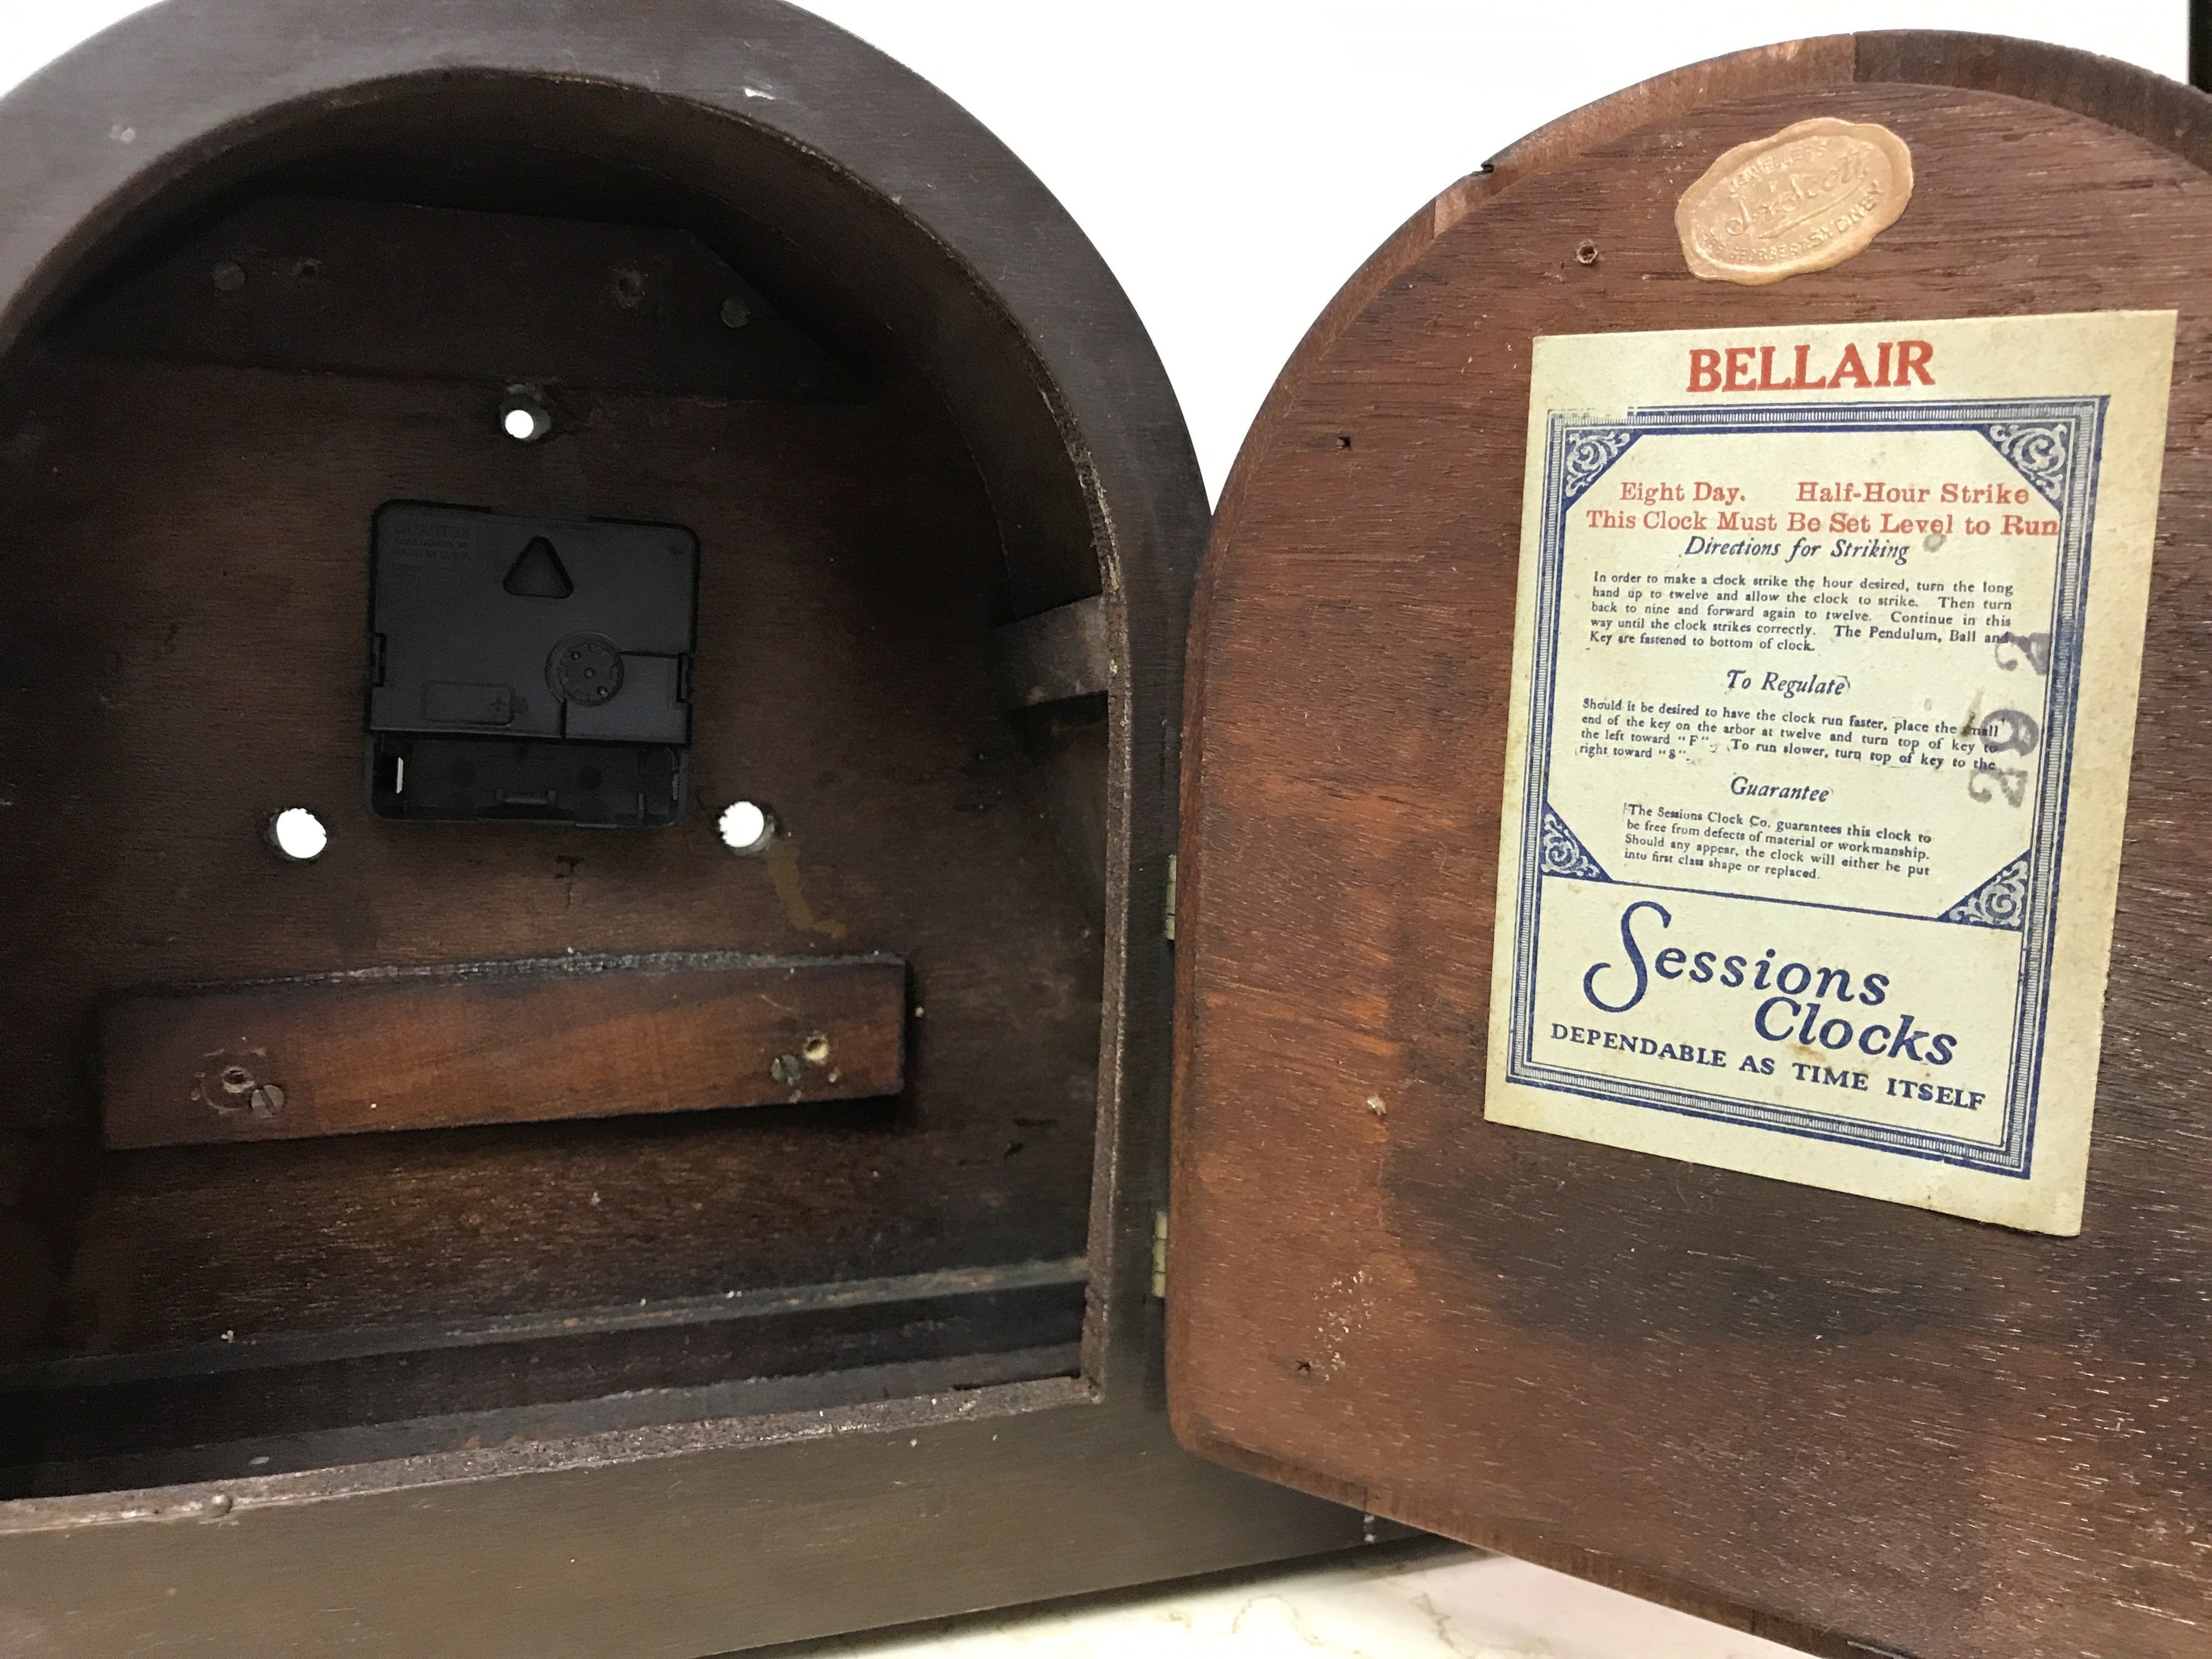 JEWELLERS
SYDNEY
GEORGE ST.
BELLAIR
Eight Day. Half-Hour Strike
This Clock Must Be Set Level to Run
Directions for Striking
In order to make a clock strike the hour desired, turn the long
hand up to twelve and allow the clock to strike. Then turn
back to nine and forward again to twelve. Continue in this
way until the clock strikes correctly. The Pendulum, Ball and
Key are fastened to bottom of clock.
To Regulate
Should it be desired to have the clock run faster, place the small
end of the key on the arbor at twelve and turn top of key to
the left toward "F". To run slower, turn top of key to the
right toward "S".
Guarantee
The Sessions Clock Co. guarantees this clock to
be free from defects of material or workmanship.
Should any appear, the clock will either be put
into first class shape or replaced.
Sessions
Clocks
DEPENDABLE AS TIME ITSELF